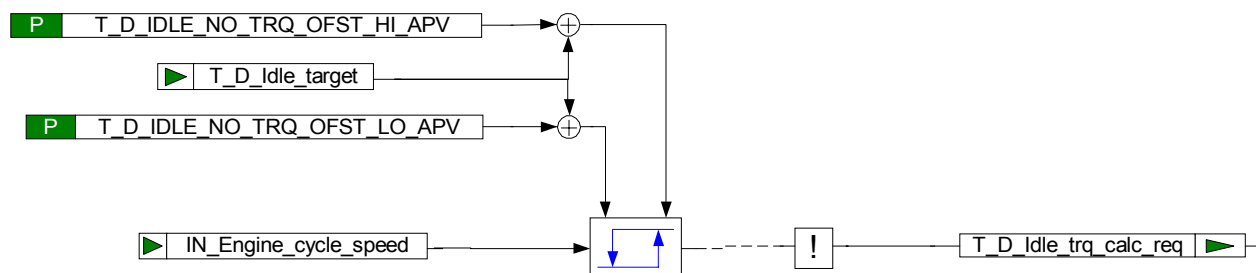 P T_D_IDLE_NO_TRQ_OFST_HI_APV
T_D_Idle_target
P T_D_IDLE_NO_TRQ_OFST_LO_APV
IN_Engine_cycle_speed
!
T_D_Idle_trq_calc_req